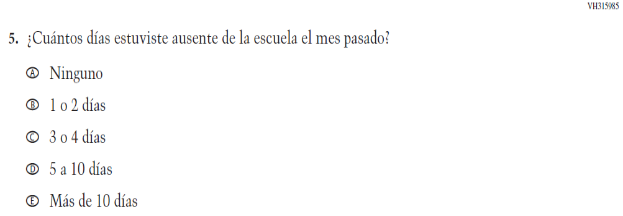 VH315985
5. ¿Cuántos días estuviste ausente de la escuela el mes pasado?
Ⓐ Ninguno
Ⓑ 1 o 2 días
Ⓒ 3 o 4 días
Ⓓ 5 a 10 días
Ⓔ Más de 10 días